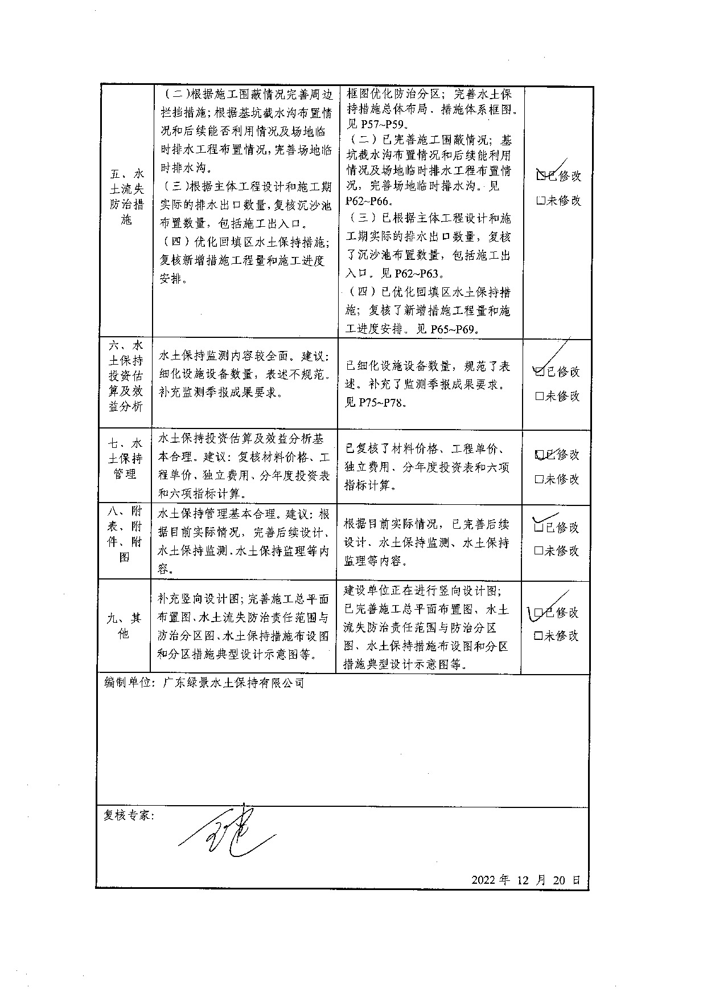 五、水
土流失
防治措
施
（二）根据施工围蔽情况完善周边
拦挡措施；根据基坑截水沟布置情
况和后续能否利用情况及场地临
时排水工程布置情况，完善场地临
时排水沟。
（三）根据主体工程设计和施工期
实际的排水出口数量，复核沉沙池
布置数量，包括施工出入口。
（四）优化回填区水土保持措施；
复核新增措施工程量和施工进度
安排。
框图优化防治分区；完善水土保
持措施总体布局、措施体系框图。
见 P57~P59。
（二）已完善施工围蔽情况；基
坑截水沟布置情况和后续能利用
情况及场地临时排水工程布置情
况，完善场地临时排水沟。见
P62~P66。
（三）已根据主体工程设计和施
工期实际的排水出口数量，复核
了沉沙池布置数量，包括施工出
入口。见 P62~P63。
（四）已优化回填区水土保持措
施；复核了新增措施工程量和施
工进度安排。见 P65~P69。
☑已修改
□未修改
六、水
土保持
投资估
算及效
益分析
水土保持监测内容较全面。建议：
细化设施设备数量，表述不规范。
补充监测季报成果要求。
已细化设施设备数量，规范了表
述。补充了监测季报成果要求。
见 P75~P78。
☑已修改
□未修改
七、水
土保持
管理
水土保持投资估算及效益分析基
本合理。建议：复核材料价格、工
程单价、独立费用、分年度投资表
和六项指标计算。
已复核了材料价格、工程单价、
独立费用、分年度投资表和六项
指标计算。
☑已修改
□未修改
八、附
表、附
件、附
图
水土保持管理基本合理。建议：根
据目前实际情况，完善后续设计、
水土保持监测、水土保持监理等内
容。
根据目前实际情况，已完善后续
设计、水土保持监测、水土保持
监理等内容。
☑已修改
□未修改
九、其
他
补充竖向设计图；完善施工总平面
布置图、水土流失防治责任范围与
防治分区图、水土保持措施布设图
和分区措施典型设计示意图等。
建设单位正在进行竖向设计图；
已完善施工总平面布置图、水土
流失防治责任范围与防治分区
图、水土保持措施布设图和分区
措施典型设计示意图等。
☑已修改
□未修改
编制单位：广东绿景水土保持有限公司
复核专家：
2022 年 12 月 20 日